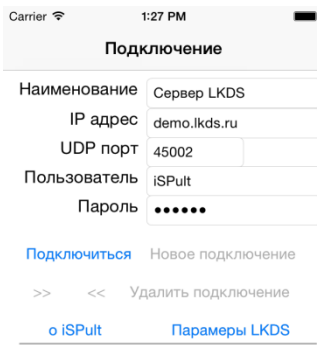 Carrier 1:27 PM
Подключение
Наименование Сервер LKDS
IP адрес demo.lkds.ru
UDP порт 45002
Пользователь iSPult
Пароль ••••••
Подключиться Новое подключение
>> << Удалить подключение
о iSPult Парамеры LKDS